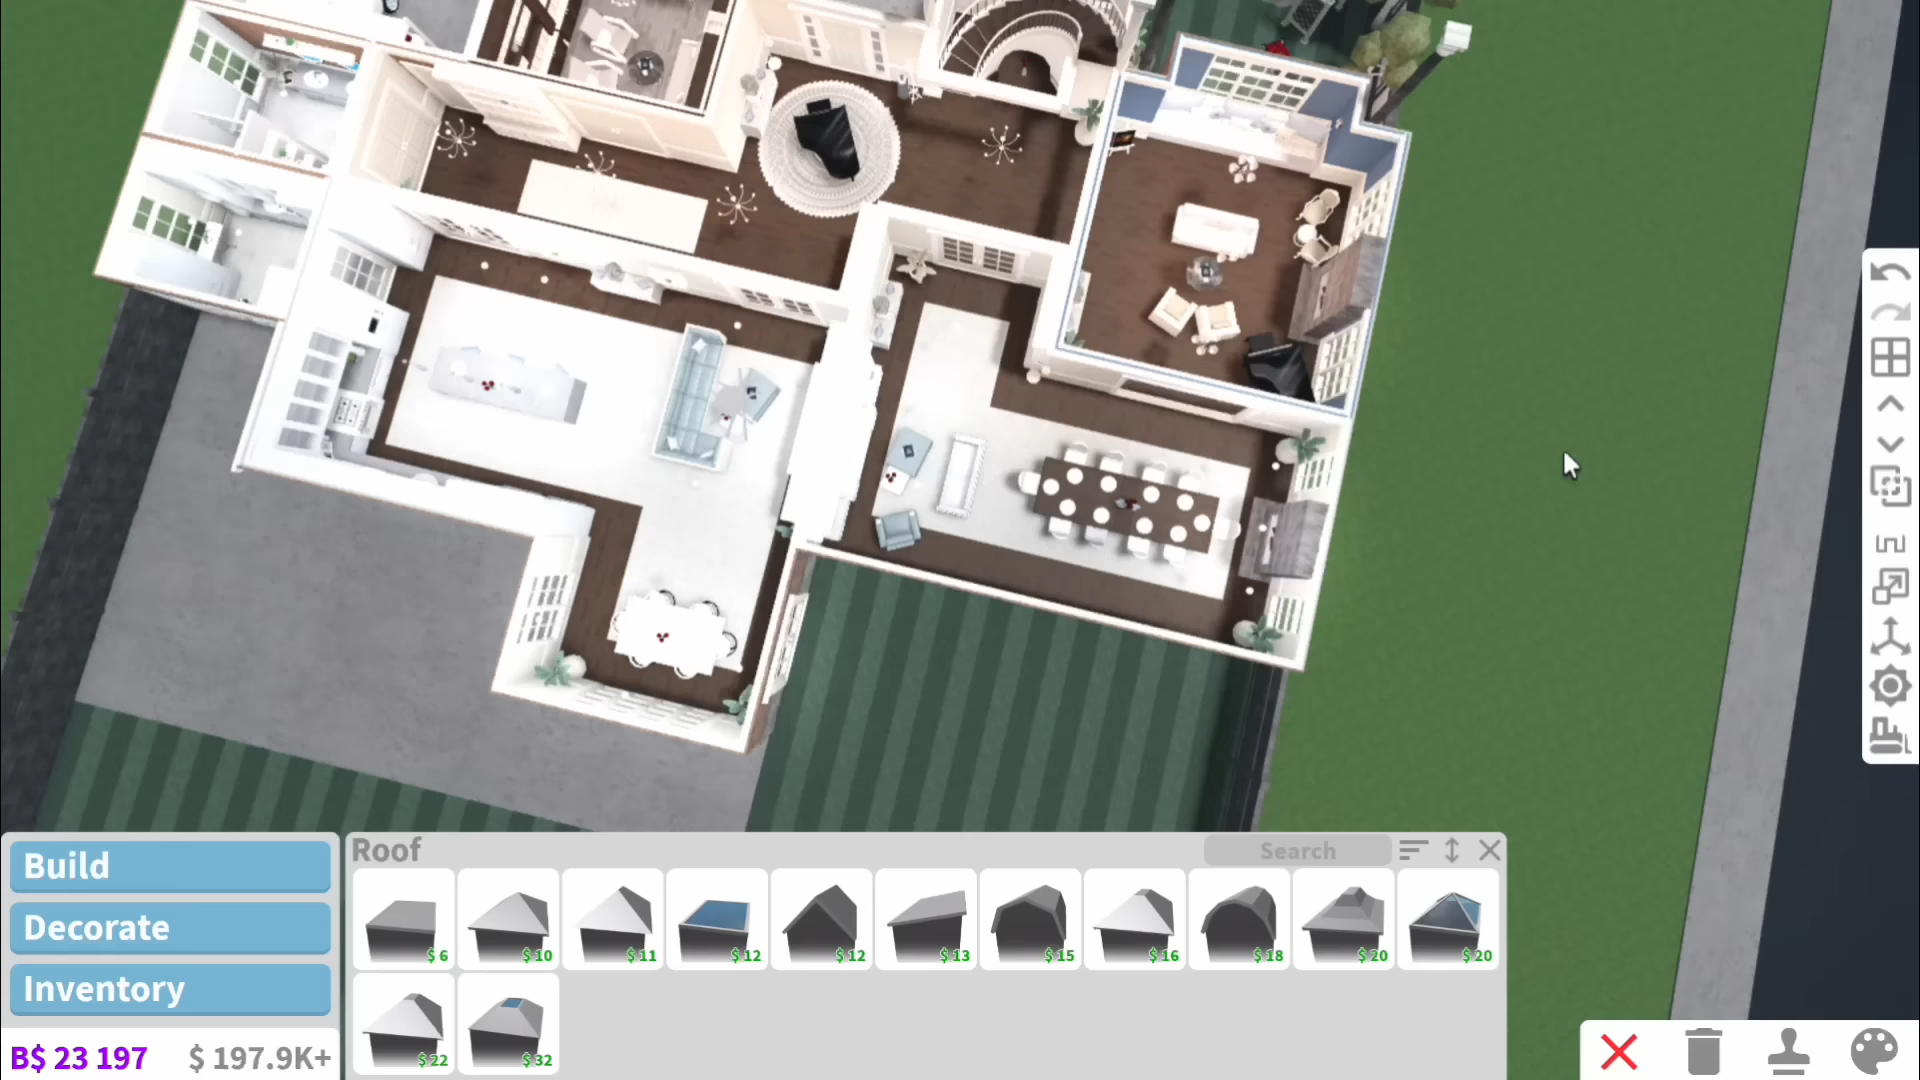 Roof
Search
Build
Decorate
Inventory
$ 6
$ 10
$ 11
$ 12
$ 12
$ 13
$ 15
$ 16
$ 18
$ 20
$ 20
$ 22
$ 32
B$ 23 197
$ 197.9K+